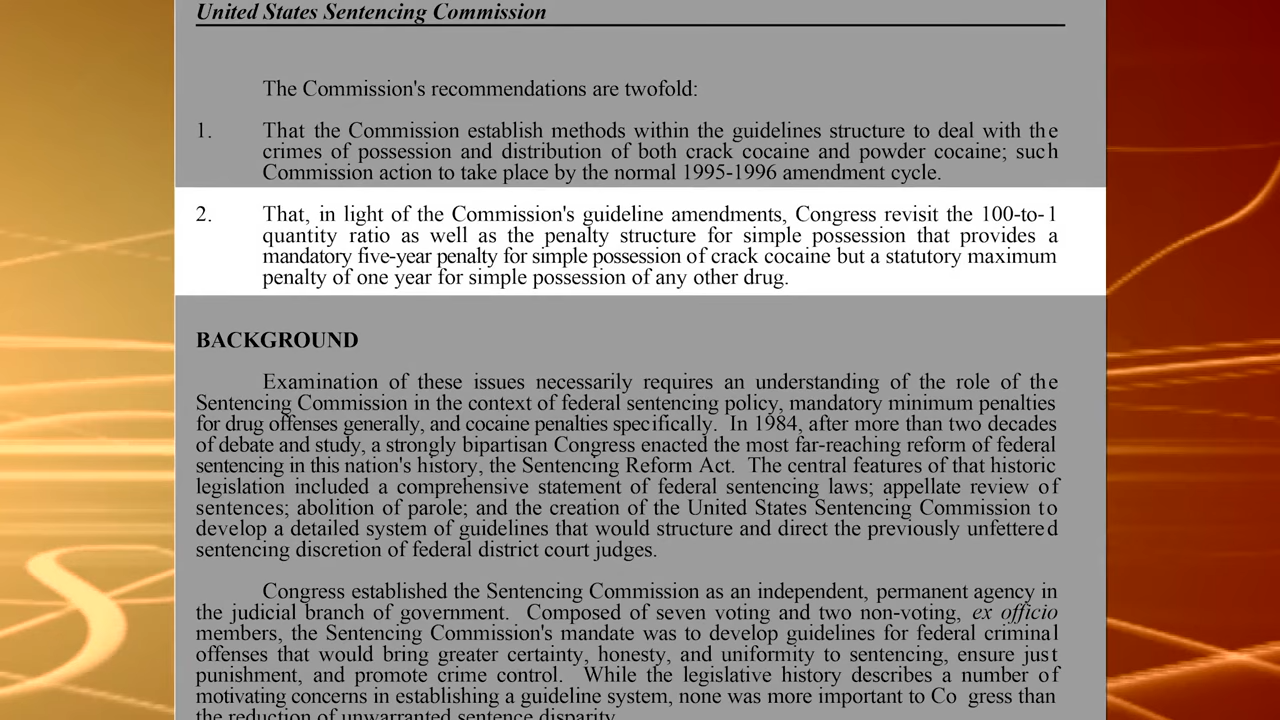 United States Sentencing Commission
The Commission's recommendations are twofold:
1. That the Commission establish methods within the guidelines structure to deal with the
crimes of possession and distribution of both crack cocaine and powder cocaine; such
Commission action to take place by the normal 1995-1996 amendment cycle.
2. That, in light of the Commission's guideline amendments, Congress revisit the 100-to-1
quantity ratio as well as the penalty structure for simple possession that provides a
mandatory five-year penalty for simple possession of crack cocaine but a statutory maximum
penalty of one year for simple possession of any other drug.
BACKGROUND
Examination of these issues necessarily requires an understanding of the role of the
Sentencing Commission in the context of federal sentencing policy, mandatory minimum penalties
for drug offenses generally, and cocaine penalties specifically. In 1984, after more than two decades
of debate and study, a strongly bipartisan Congress enacted the most far-reaching reform of federal
sentencing in this nation's history, the Sentencing Reform Act. The central features of that historic
legislation included a comprehensive statement of federal sentencing laws; appellate review of
sentences; abolition of parole; and the creation of the United States Sentencing Commission to
develop a detailed system of guidelines that would structure and direct the previously unfettered
sentencing discretion of federal district court judges.
Congress established the Sentencing Commission as an independent, permanent agency in
the judicial branch of government. Composed of seven voting and two non-voting, ex officio
members, the Sentencing Commission's mandate was to develop guidelines for federal criminal
offenses that would bring greater certainty, honesty, and uniformity to sentencing, ensure just
punishment, and promote crime control. While the legislative history describes a number of
motivating concerns in establishing a guideline system, none was more important to Co gress than
the reduction of unwarranted sentence disparity.